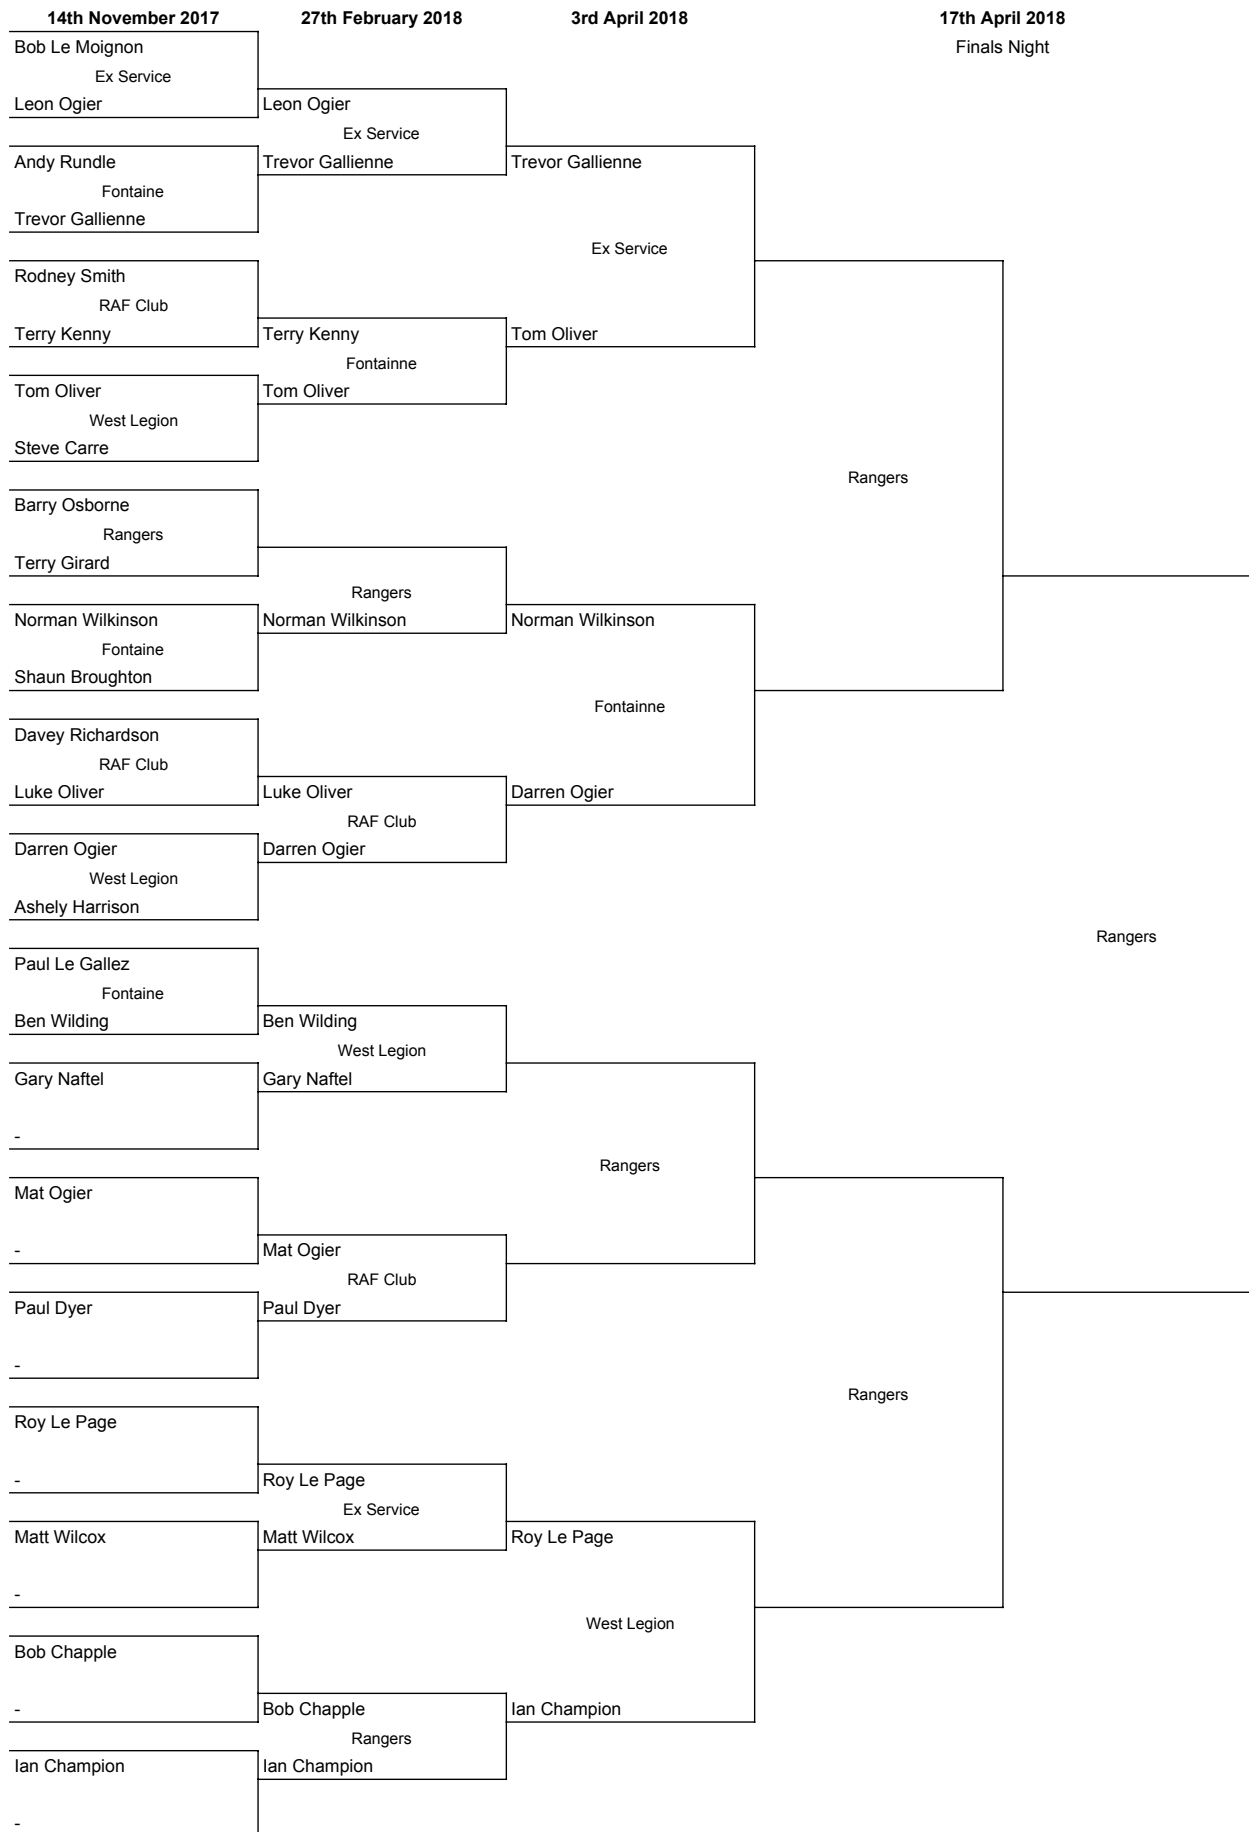 14th November 2017 27th February 2018 3rd April 2018 17th April 2018
Bob Le Moignon Finals Night
Ex Service
Leon Ogier Leon Ogier
Ex Service
Andy Rundle Trevor Gallienne Trevor Gallienne
Fontaine
Trevor Gallienne
Ex Service
Rodney Smith
RAF Club
Terry Kenny Terry Kenny Tom Oliver
Fontainne
Tom Oliver Tom Oliver
West Legion
Steve Carre
Rangers
Barry Osborne
Rangers
Terry Girard
Rangers
Norman Wilkinson Norman Wilkinson Norman Wilkinson
Fontaine
Shaun Broughton
Fontainne
Davey Richardson
RAF Club
Luke Oliver Luke Oliver Darren Ogier
RAF Club
Darren Ogier Darren Ogier
West Legion
Ashely Harrison
Rangers
Paul Le Gallez
Fontaine
Ben Wilding Ben Wilding
West Legion
Gary Naftel Gary Naftel
-
Rangers
Mat Ogier
- Mat Ogier
RAF Club
Paul Dyer Paul Dyer
-
Rangers
Roy Le Page
- Roy Le Page
Ex Service
Matt Wilcox Matt Wilcox Roy Le Page
-
West Legion
Bob Chapple
- Bob Chapple Ian Champion
Rangers
Ian Champion Ian Champion
-